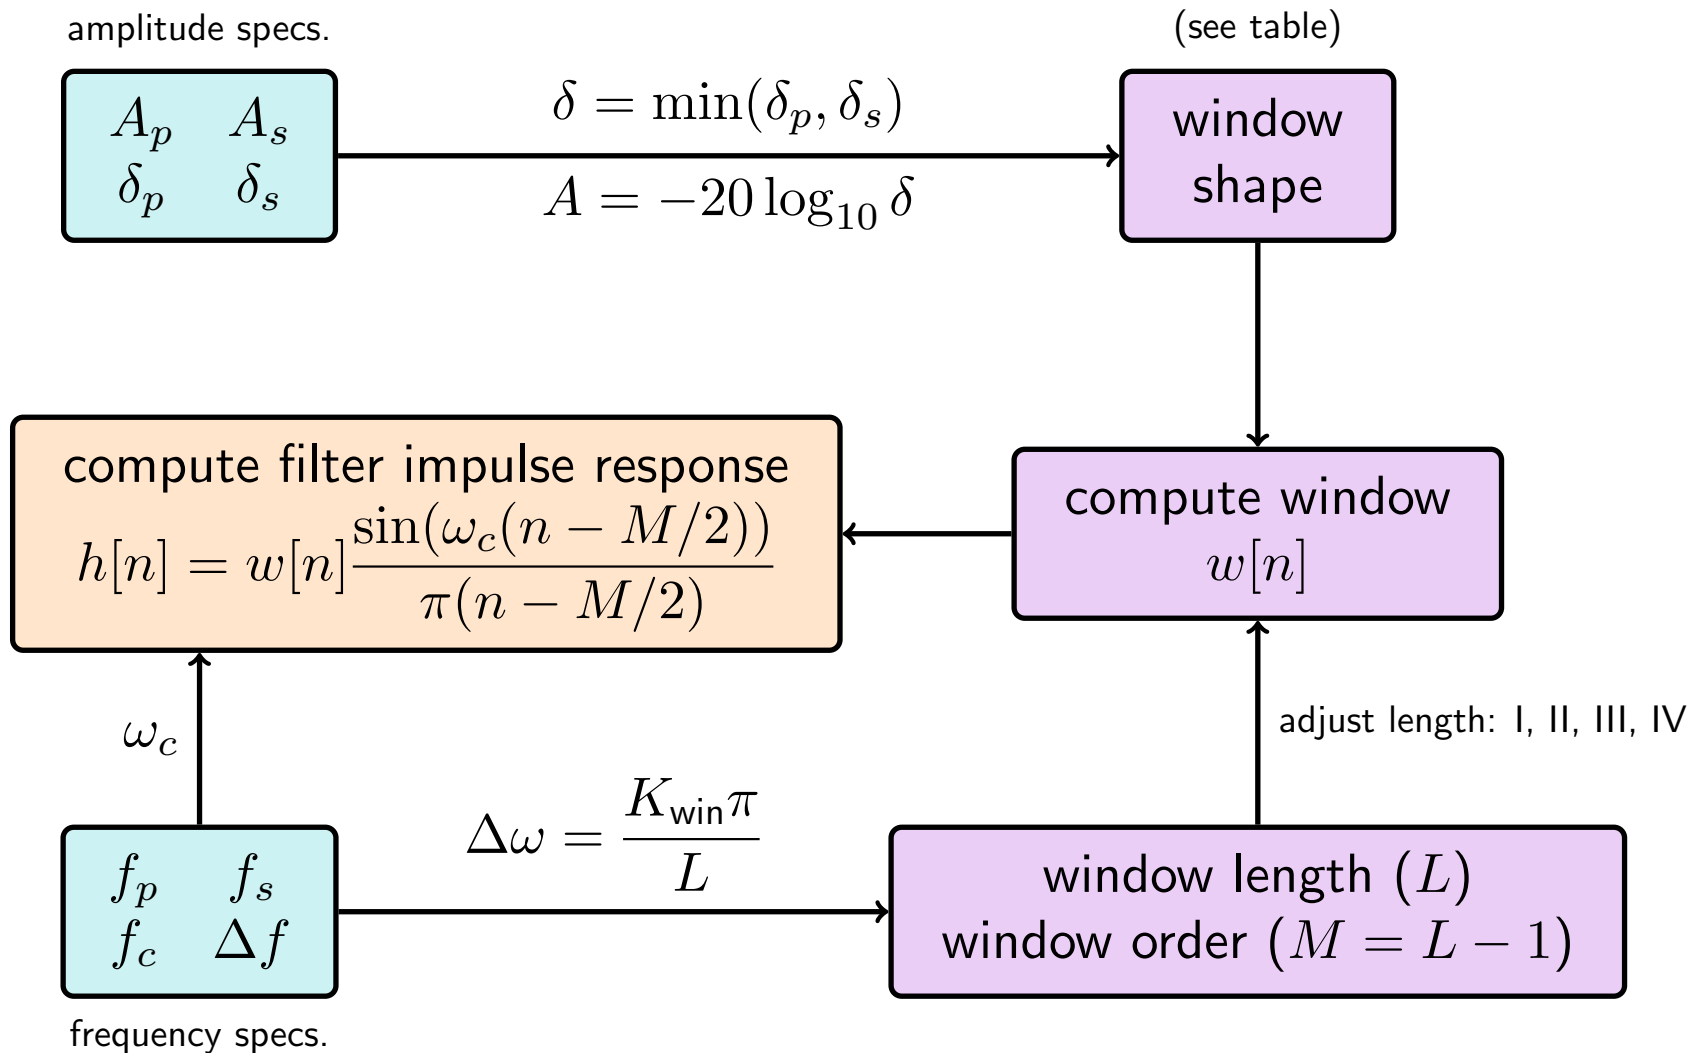 amplitude specs.
A_p A_s
δ_p δ_s
δ = min(δ_p, δ_s)
A = −20 log_10 δ
(see table)
window
shape
compute filter impulse response
h[n] = w[n] sin(ω_c(n − M/2)) / π(n − M/2)
compute window
w[n]
ω_c
adjust length: I, II, III, IV
f_p f_s
f_c Δf
frequency specs.
Δω = K_win π / L
window length (L)
window order (M = L − 1)